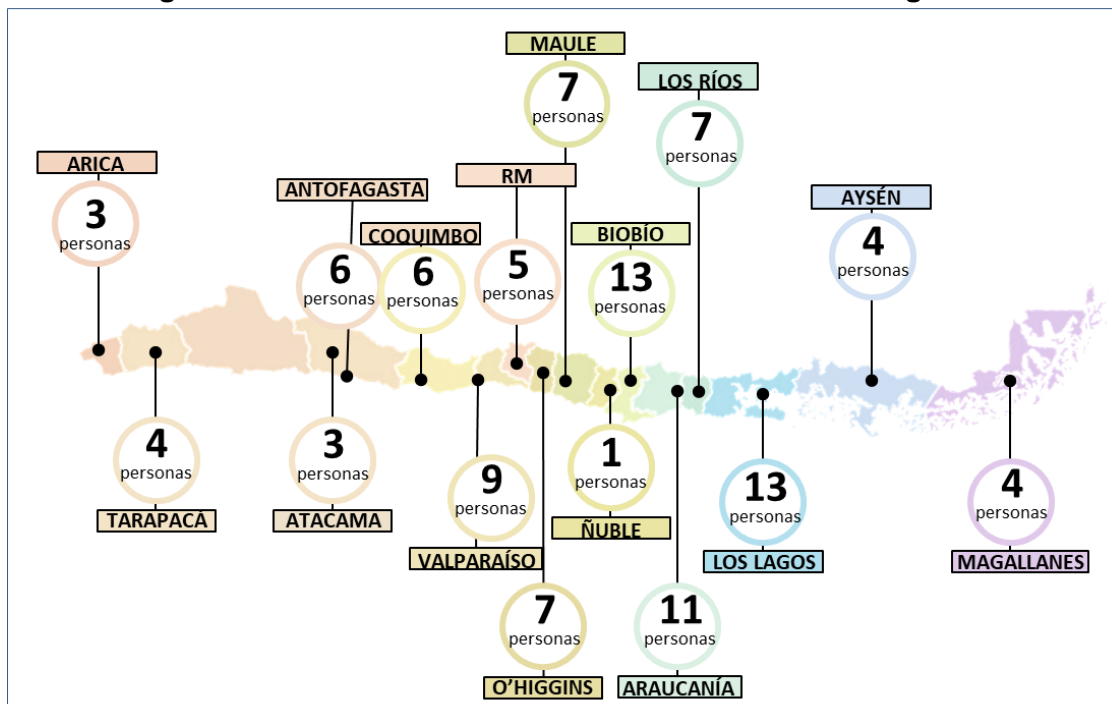 MAULE
7
personas
LOS RÍOS
7
personas
ARICA
3
personas
ANTOFAGASTA
6
personas
COQUIMBO
6
personas
RM
5
personas
BIOBÍO
13
personas
AYSÉN
4
personas
4
personas
TARAPACÁ
3
personas
ATACAMA
9
personas
VALPARAÍSO
1
personas
ÑUBLE
13
personas
LOS LAGOS
4
personas
MAGALLANES
7
personas
O'HIGGINS
11
personas
ARAUCANÍA